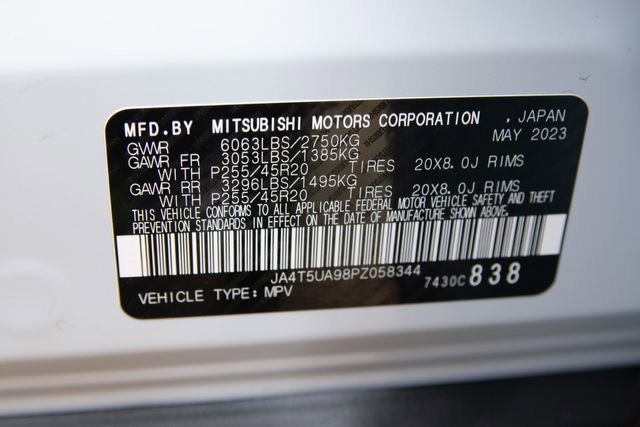 MFD.BY MITSUBISHI MOTORS CORPORATION , JAPAN
MAY 2023
GVWR 6063LBS/2750KG
GAWR FR 3053LBS/1385KG
WITH P255/45R20 TIRES 20X8.0J RIMS
GAWR RR 3296LBS/1495KG
WITH P255/45R20 TIRES 20X8.0J RIMS
THIS VEHICLE CONFORMS TO ALL APPLICABLE FEDERAL MOTOR VEHICLE SAFETY AND THEFT
PREVENTION STANDARDS IN EFFECT ON THE DATE OF MANUFACTURE SHOWN ABOVE.
JA4T5UA98PZ058344
VEHICLE TYPE: MPV 7430C 838